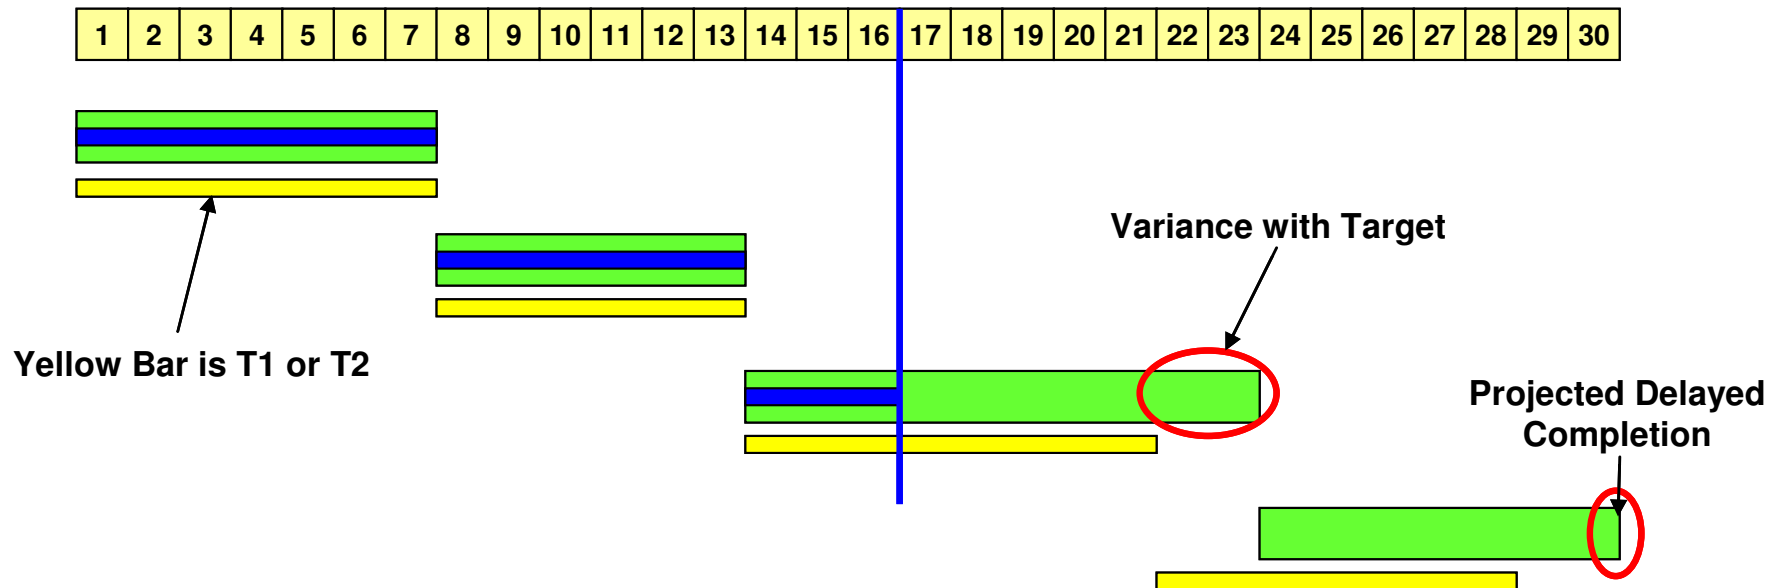 1 2 3 4 5 6 7 8 9 10 11 12 13 14 15 16 17 18 19 20 21 22 23 24 25 26 27 28 29 30
Variance with Target
Yellow Bar is T1 or T2
Projected Delayed
Completion